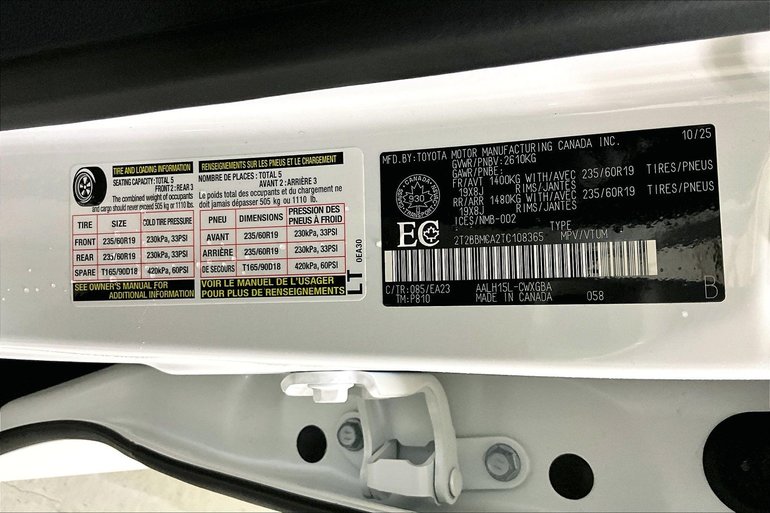 TIRE AND LOADING INFORMATION
SEATING CAPACITY: TOTAL 5
FRONT 2 : REAR 3
The combined weight of occupants
and cargo should never exceed 505 kg or 1110 lbs.
TIRE SIZE COLD TIRE PRESSURE
FRONT 235/60R19 230kPa, 33PSI
REAR 235/60R19 230kPa, 33PSI
SPARE T165/90D18 420kPa, 60PSI
SEE OWNER'S MANUAL FOR
ADDITIONAL INFORMATION
RENSEIGNEMENTS SUR LES PNEUS ET LE CHARGEMENT
NOMBRE DE PLACES : TOTAL 5
AVANT 2 : ARRIÈRE 3
Le poids total des occupants et du chargement ne
doit jamais dépasser 505 kg ou 1110 lb.
PNEU DIMENSIONS PRESSION DES PNEUS À FROID
AVANT 235/60R19 230kPa, 33PSI
ARRIÈRE 235/60R19 230kPa, 33PSI
DE SECOURS T165/90D18 420kPa, 60PSI
VOIR LE MANUEL DE L'USAGER
POUR PLUS DE RENSEIGNEMENTS
LT 0EA30
MFD.BY:TOYOTA MOTOR MANUFACTURING CANADA INC. 10/25
GVWR/PNBV:2610KG
GAWR/PNBE:
FR/AV 1400KG WITH/AVEC 235/60R19 TIRES/PNEUS
19X8J RIMS/JANTES
RR/AR 1480KG WITH/AVEC 235/60R19 TIRES/PNEUS
19X8J RIMS/JANTES
ICES/NMB-002
CANADA
930
TRANSPORT
EC
TYPE
2T2BBMCA2TC108365 MPV/VTUM
C/TR:085/EA23 AALH15L-CWXGBA
TM:P810 MADE IN CANADA 058 B